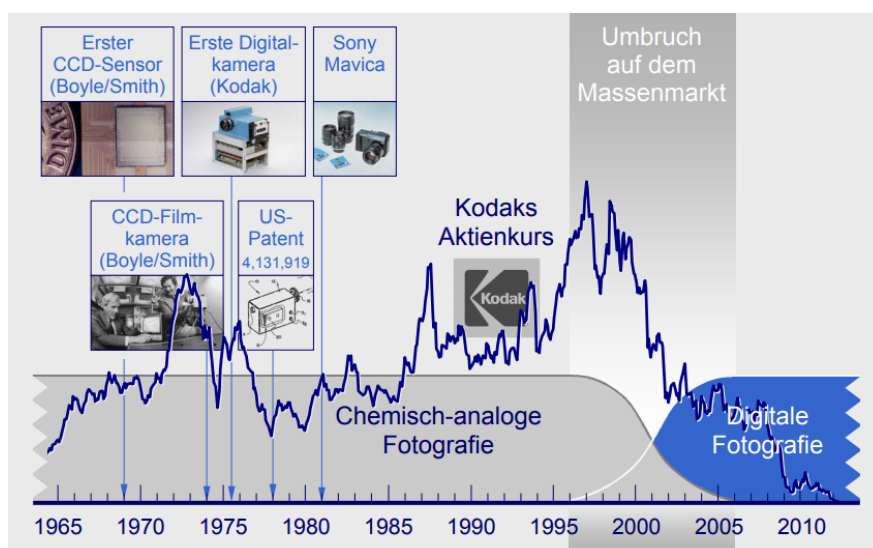 Erster
CCD-Sensor
(Boyle/Smith)
DIME
Erste Digital-
kamera
(Kodak)
Sony
Mavica
Umbruch
auf dem
Massenmarkt
CCD-Film-
kamera
(Boyle/Smith)
US-
Patent
4,131,919
Kodaks
Aktienkurs
Kodak
Chemisch-analoge
Fotografie
Digitale
Fotografie
1965 1970 1975 1980 1985 1990 1995 2000 2005 2010